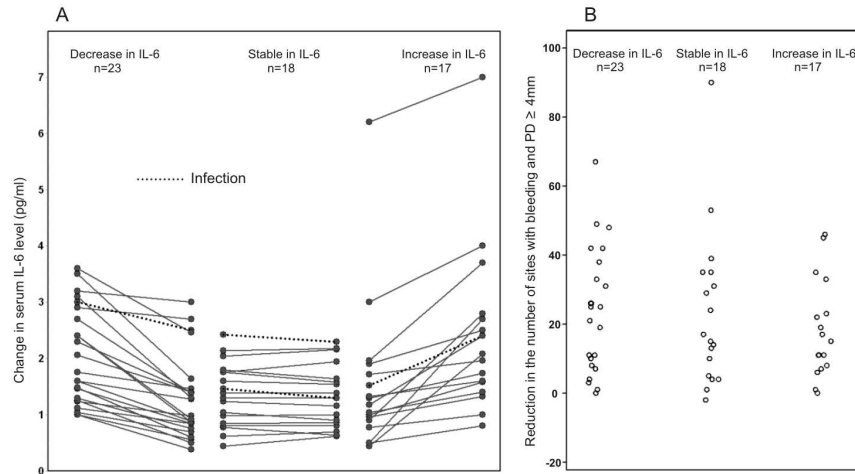 A
Decrease in IL-6
n=23
Stable in IL-6
n=18
Increase in IL-6
n=17
Infection
Change in serum IL-6 level (pg/ml)
7
6
5
4
3
2
1
0
B
Decrease in IL-6
n=23
Stable in IL-6
n=18
Increase in IL-6
n=17
Reduction in the number of sites with bleeding and PD ≥ 4mm
100
80
60
40
20
0
-20